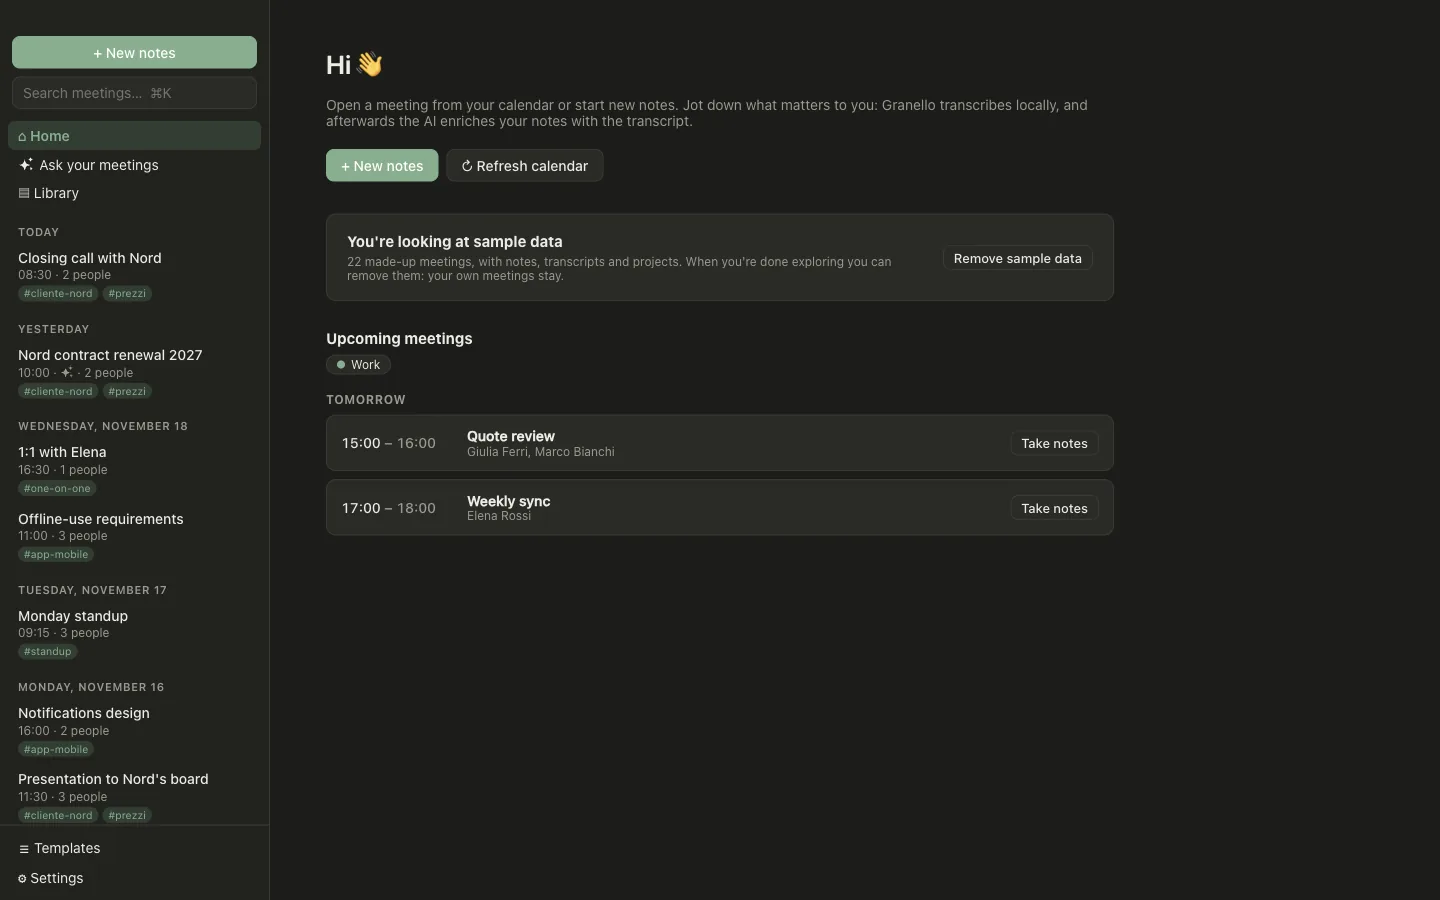 + New notes
Search meetings... ⌘K
⌂ Home
Ask your meetings
▤ Library
TODAY
Closing call with Nord
08:30 · 2 people
#cliente-nord #prezzi
YESTERDAY
Nord contract renewal 2027
10:00 · ✨ · 2 people
#cliente-nord #prezzi
WEDNESDAY, NOVEMBER 18
1:1 with Elena
16:30 · 1 people
#one-on-one
Offline-use requirements
11:00 · 3 people
#app-mobile
TUESDAY, NOVEMBER 17
Monday standup
09:15 · 3 people
#standup
MONDAY, NOVEMBER 16
Notifications design
16:00 · 2 people
#app-mobile
Presentation to Nord's board
11:30 · 3 people
#cliente-nord #prezzi
☰ Templates
⚙ Settings
Hi 👋
Open a meeting from your calendar or start new notes. Jot down what matters to you: Granello transcribes locally, and
afterwards the AI enriches your notes with the transcript.
+ New notes
↻ Refresh calendar
You're looking at sample data
22 made-up meetings, with notes, transcripts and projects. When you're done exploring you can
remove them: your own meetings stay.
Remove sample data
Upcoming meetings
Work
TOMORROW
15:00 – 16:00
Quote review
Giulia Ferri, Marco Bianchi
Take notes
17:00 – 18:00
Weekly sync
Elena Rossi
Take notes